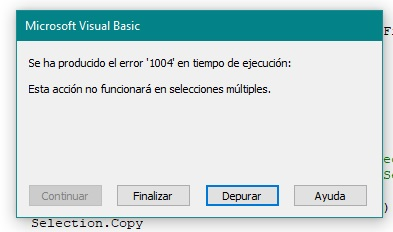 Microsoft Visual Basic
Se ha producido el error '1004' en tiempo de ejecución:
Esta acción no funcionará en selecciones múltiples.
Continuar Finalizar Depurar Ayuda
)
Selection.Copy